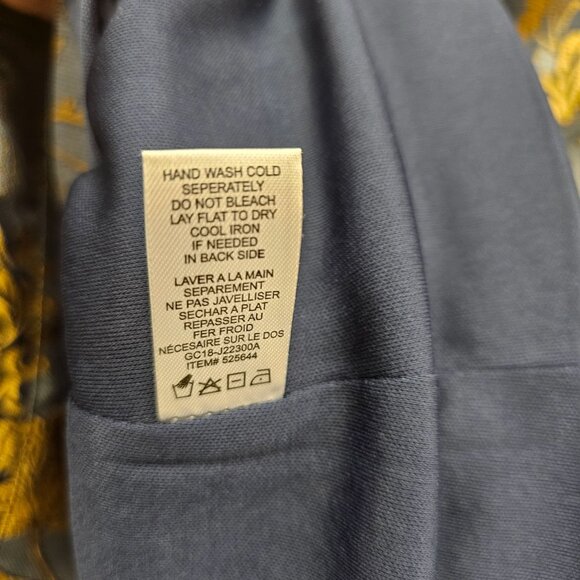 HAND WASH COLD
SEPERATELY
DO NOT BLEACH
LAY FLAT TO DRY
COOL IRON
IF NEEDED
IN BACK SIDE
LAVER A LA MAIN
SEPAREMENT
NE PAS JAVELLISER
SECHAR A PLAT
REPASSER AU
FER FROID
NÉCESAIRE SUR LE DOS
GC18-J22300A
ITEM# 525644